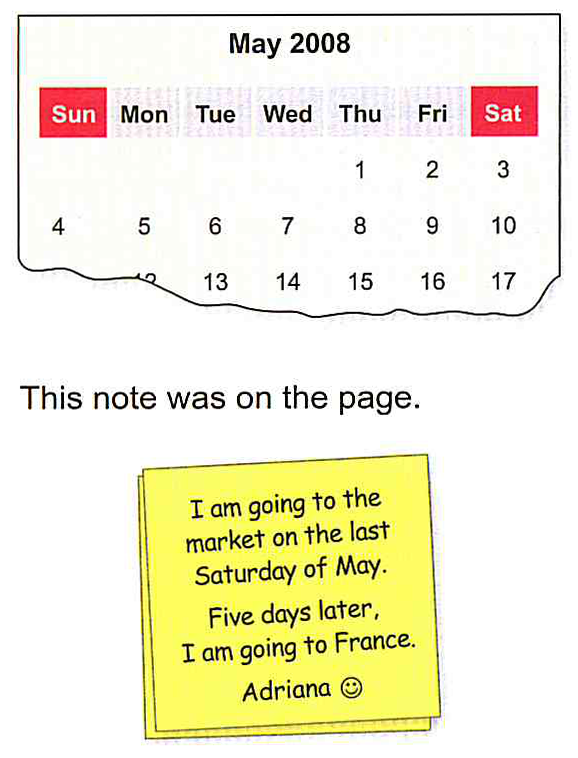 May 2008
Sun Mon Tue Wed Thu Fri Sat
1 2 3
4 5 6 7 8 9 10
13 14 15 16 17
This note was on the page.
I am going to the
market on the last
Saturday of May.
Five days later,
I am going to France.
Adriana ☺